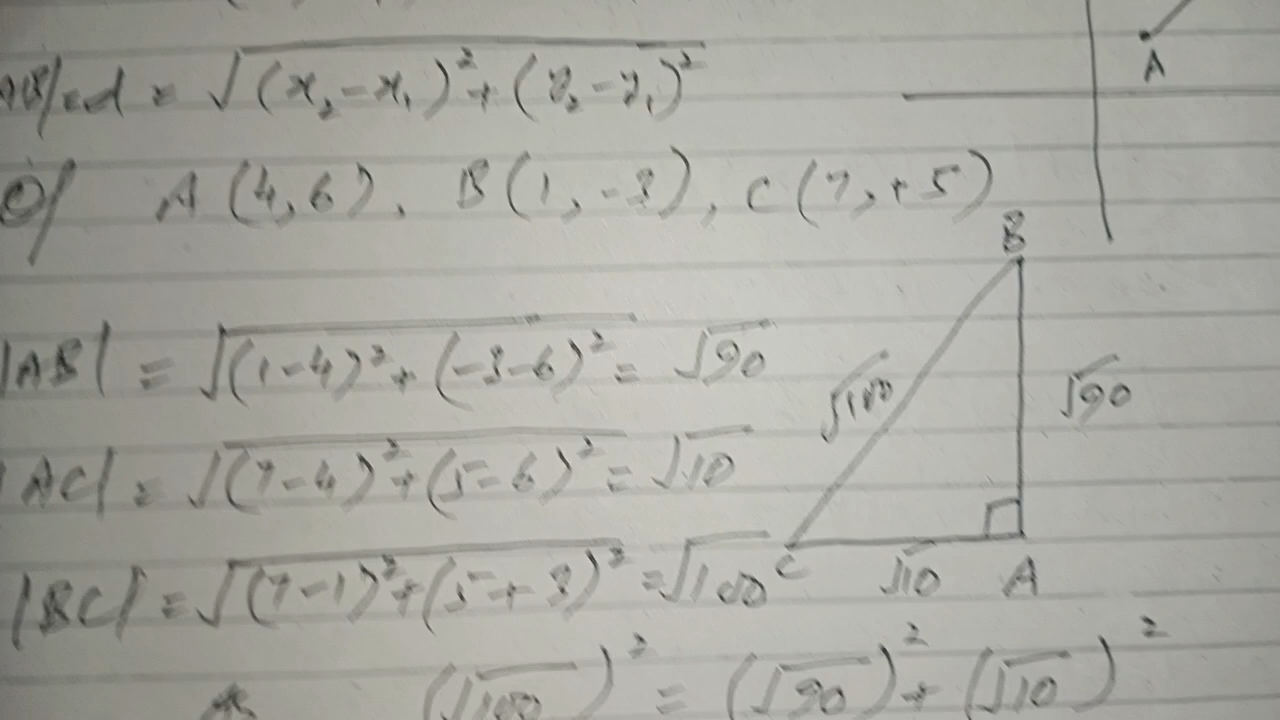 AB|=d = √(x₂-x₁)²+(y₂-y₁)²
A
e/ A(4,6), B(1,-3), C(7,+5)
B
|AB| = √(1-4)²+(-3-6)² = √90
√100 √90
|AC| = √(7-4)²+(5-6)² = √10
|BC| = √(7-1)²+(5+3)² = √100
C √10 A
(√100)² = (√90)²+(√10)²